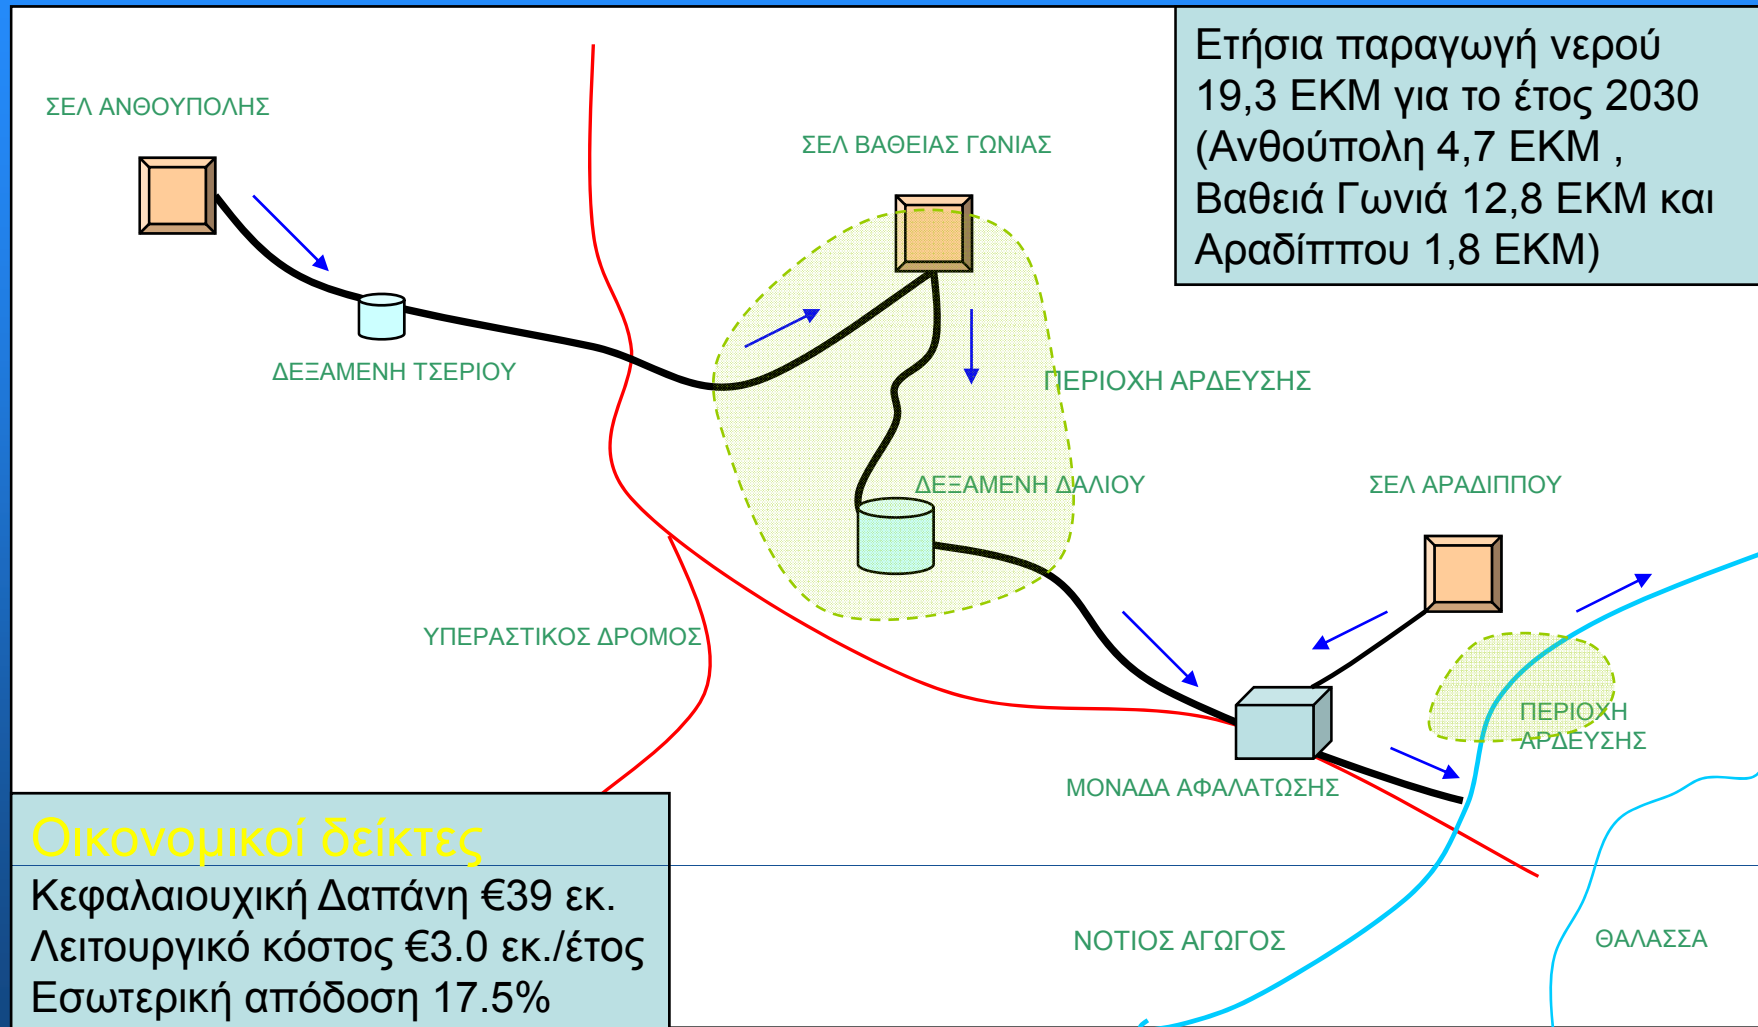 Ετήσια παραγωγή νερού
19,3 ΕΚΜ για το έτος 2030
(Ανθούπολη 4,7 ΕΚΜ ,
Βαθειά Γωνιά 12,8 ΕΚΜ και
Αραδίππου 1,8 ΕΚΜ)
ΣΕΛ ΑΝΘΟΥΠΟΛΗΣ
ΣΕΛ ΒΑΘΕΙΑΣ ΓΩΝΙΑΣ
ΔΕΞΑΜΕΝΗ ΤΣΕΡΙΟΥ
ΠΕΡΙΟΧΗ ΑΡΔΕΥΣΗΣ
ΔΕΞΑΜΕΝΗ ΔΑΛΙΟΥ
ΣΕΛ ΑΡΑΔΙΠΠΟΥ
ΥΠΕΡΑΣΤΙΚΟΣ ΔΡΟΜΟΣ
ΠΕΡΙΟΧΗ
ΑΡΔΕΥΣΗΣ
ΜΟΝΑΔΑ ΑΦΑΛΑΤΩΣΗΣ
Οικονομικοί δείκτες
Κεφαλαιουχική Δαπάνη €39 εκ.
Λειτουργικό κόστος €3.0 εκ./έτος
Εσωτερική απόδοση 17.5%
ΝΟΤΙΟΣ ΑΓΩΓΟΣ
ΘΑΛΑΣΣΑ